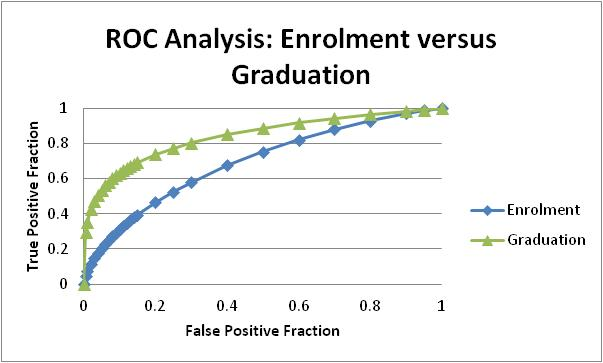 ROC Analysis: Enrolment versus
Graduation
True Positive Fraction
1
0.8
0.6
0.4
0.2
0
0
0.2
0.4
0.6
0.8
1
False Positive Fraction
Enrolment
Graduation